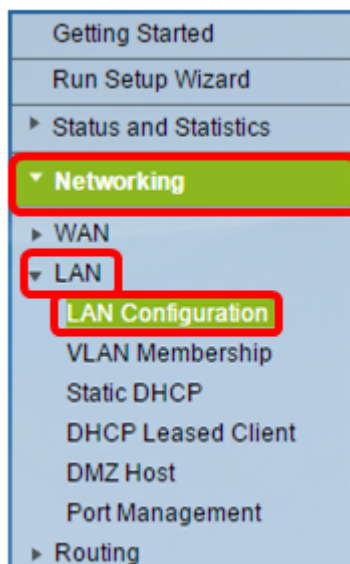 Getting Started
Run Setup Wizard
Status and Statistics
Networking
WAN
LAN
LAN Configuration
VLAN Membership
Static DHCP
DHCP Leased Client
DMZ Host
Port Management
Routing